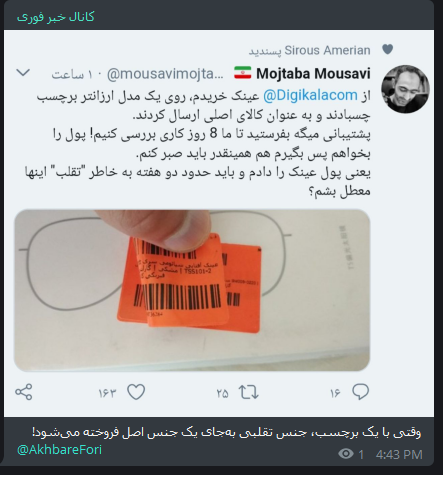 کانال خبر فوری
Sirous Amerian پسندید
Mojtaba Mousavi @mousavimojta... · ۱ ساعت
از @Digikalacom عینک خریدم، روی یک مدل ارزانتر برچسب
چسبادند و به عنوان کالای اصلی ارسال کردند.
پشتیبانی میگه بفرستید تا ما 8 روز کاری بررسی کنیم! پول را
بخواهم پس بگیرم هم همینقدر باید صبر کنم.
یعنی پول عینک را دادم و باید حدود دو هفته به خاطر "تقلب" اینها
معطل بشم؟
۱۶ ۲۵ ۱۶۳
وقتی با یک برچسب، جنس تقلبی به‌جای یک جنس اصل فروخته می‌شود!
@AkhbareFori
1 4:43 PM